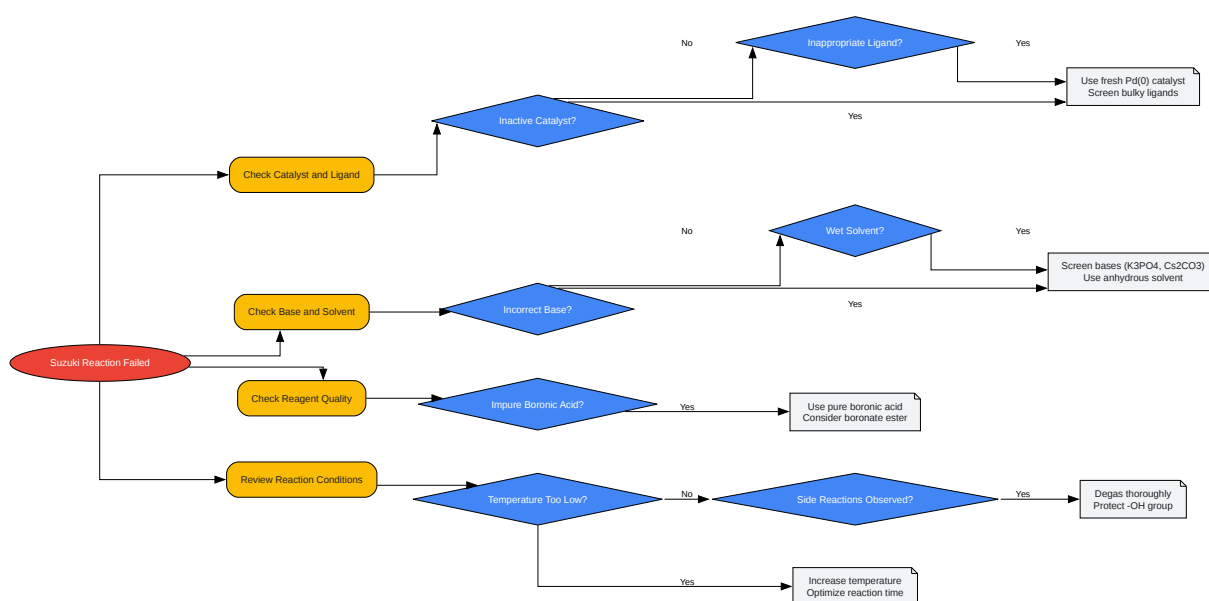 No
Inappropriate Ligand?
Yes
Use fresh Pd(0) catalyst
Screen bulky ligands
Inactive Catalyst?
Yes
Check Catalyst and Ligand
No
Wet Solvent?
Yes
Screen bases (K3PO4, Cs2CO3)
Use anhydrous solvent
Check Base and Solvent
Incorrect Base?
Yes
Suzuki Reaction Failed
Check Reagent Quality
Impure Boronic Acid?
Yes
Use pure boronic acid
Consider boronate ester
Review Reaction Conditions
Temperature Too Low?
No
Side Reactions Observed?
Yes
Degas thoroughly
Protect -OH group
Yes
Increase temperature
Optimize reaction time